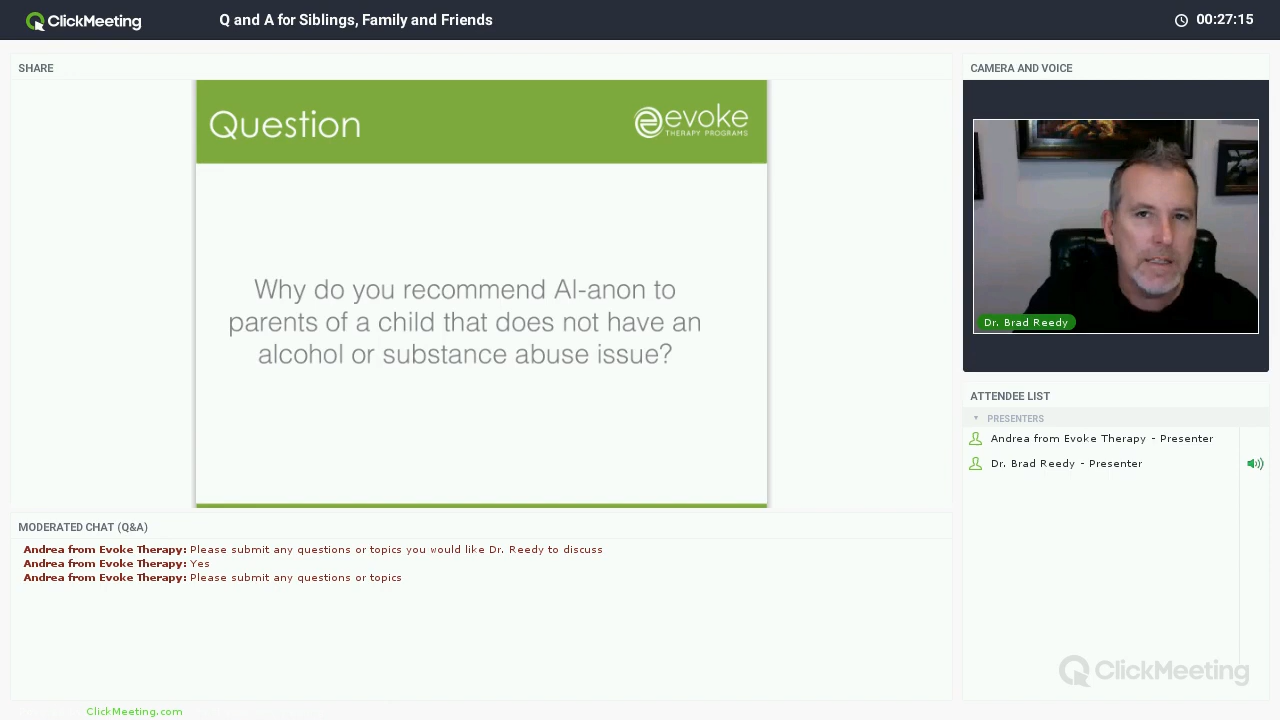 ClickMeeting
Q and A for Siblings, Family and Friends
00:27:15
SHARE
Question
evoke
THERAPY PROGRAMS
Why do you recommend Al-anon to
parents of a child that does not have an
alcohol or substance abuse issue?
CAMERA AND VOICE
Dr. Brad Reedy
ATTENDEE LIST
PRESENTERS
Andrea from Evoke Therapy - Presenter
Dr. Brad Reedy - Presenter
MODERATED CHAT (Q&A)
Andrea from Evoke Therapy: Please submit any questions or topics you would like Dr. Reedy to discuss
Andrea from Evoke Therapy: Yes
Andrea from Evoke Therapy: Please submit any questions or topics
ClickMeeting
ClickMeeting.com